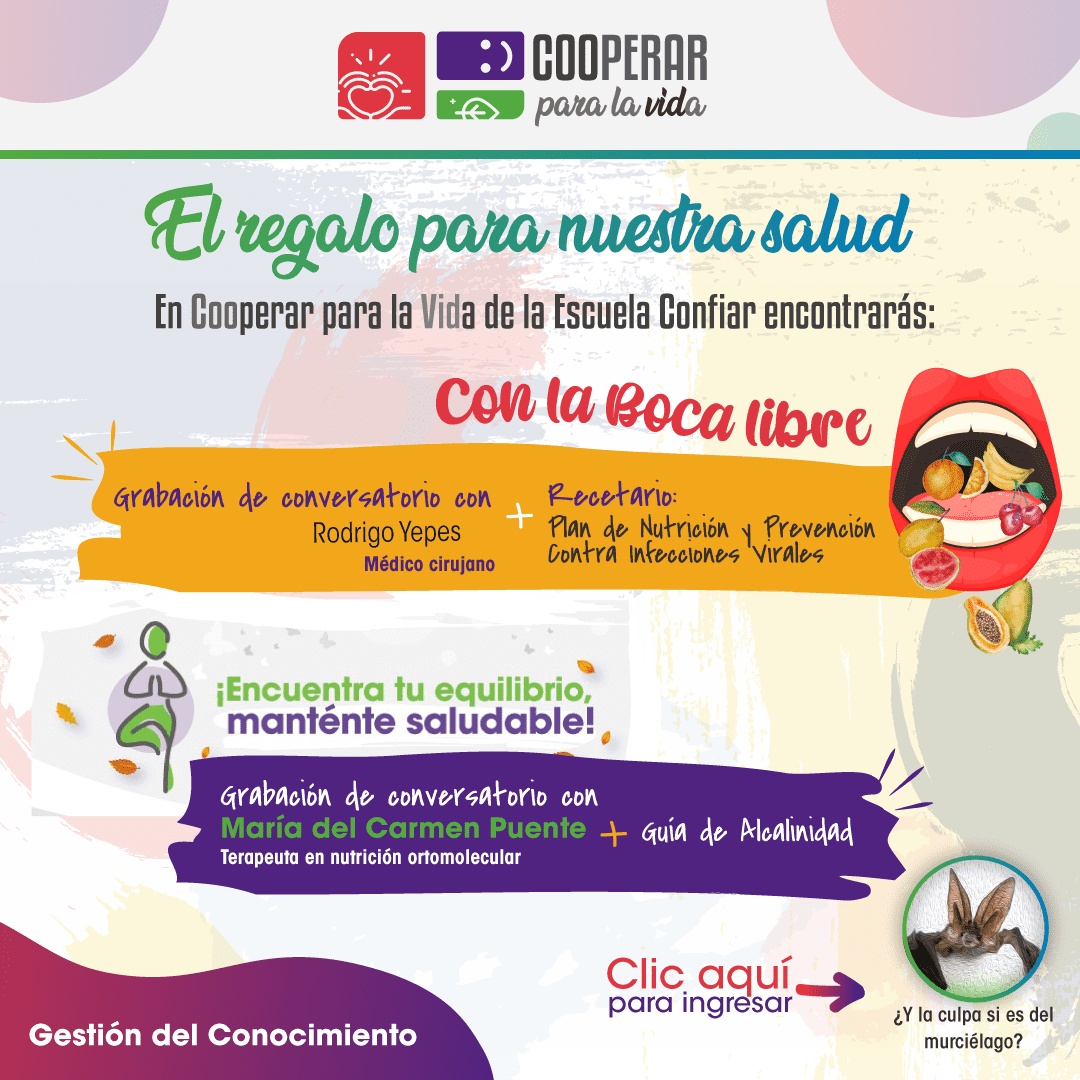 COOPERAR
para la vida
El regalo para nuestra salud
En Cooperar para la Vida de la Escuela Confiar encontrarás:
Con la Boca libre
Grabación de conversatorio con
Rodrigo Yepes
Médico cirujano
+
Recetario:
Plan de Nutrición y Prevención
Contra Infecciones Virales
¡Encuentra tu equilibrio,
manténte saludable!
Grabación de conversatorio con
María del Carmen Puente
Terapeuta en nutrición ortomolecular
+
Guía de Alcalinidad
Clic aquí
para ingresar
¿Y la culpa si es del
murciélago?
Gestión del Conocimiento